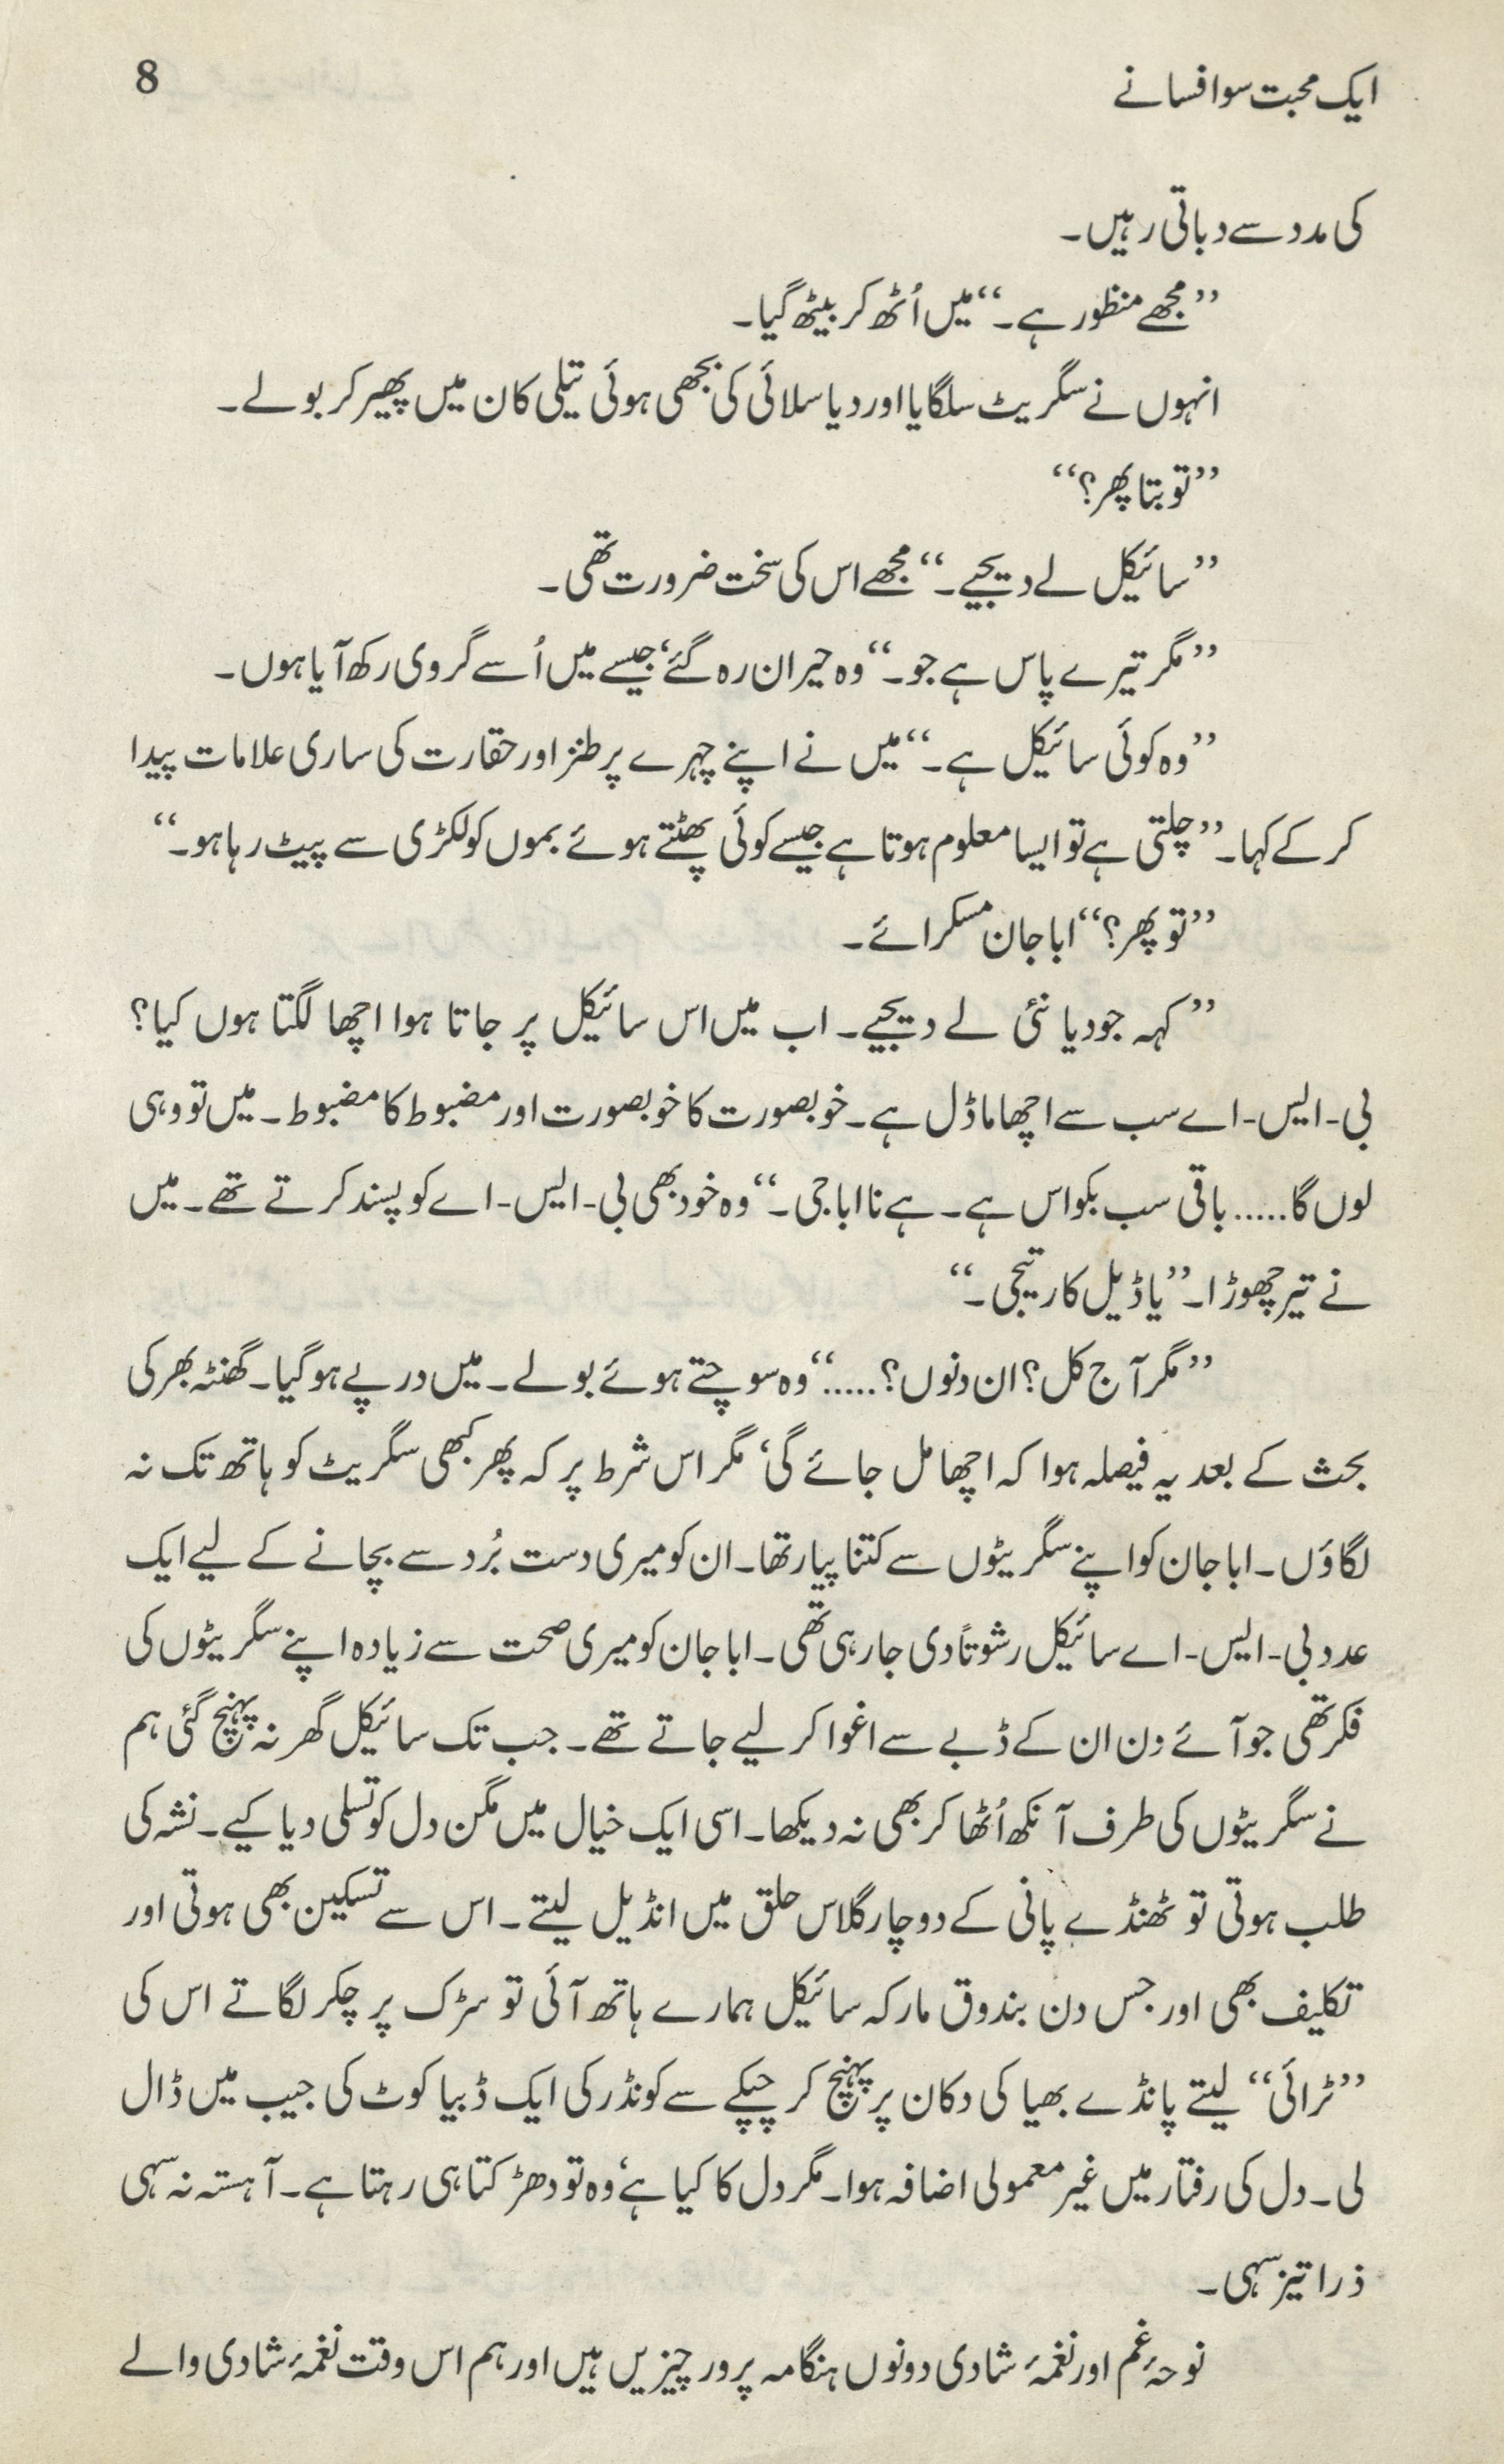 ایک محبت سو افسانے
8
کی مدد سے دباتی رہیں۔
’’مجھے منظور ہے۔‘‘ میں اُٹھ کر بیٹھ گیا۔
انہوں نے سگریٹ سلگایا اور دیا سلائی کی بجھی ہوئی تیلی کان میں پھیر کر بولے۔
’’تو بتا پھر؟‘‘
’’سائیکل لے دیجیے۔‘‘ مجھے اس کی سخت ضرورت تھی۔
’’مگر تیرے پاس ہے جو۔‘‘ وہ حیران رہ گئے‘ جیسے میں اُسے گروی رکھ آیا ہوں۔
’’وہ کوئی سائیکل ہے۔‘‘ میں نے اپنے چہرے پر طنز اور حقارت کی ساری علامات پیدا
کر کے کہا۔ ’’چلتی ہے تو ایسا معلوم ہوتا ہے جیسے کوئی پھٹتے ہوئے بموں کو لکڑی سے پیٹ رہا ہو۔‘‘
’’تو پھر؟‘‘ ابا جان مسکرائے۔
’’کہہ جو دیا نئی لے دیجیے۔ اب میں اس سائیکل پر جاتا ہوا اچھا لگتا ہوں کیا؟
بی-ایس-اے سب سے اچھا ماڈل ہے۔ خوبصورت کا خوبصورت اور مضبوط کا مضبوط۔ میں تو وہی
لوں گا..... باقی سب بکواس ہے۔ ہے نا ابا جی۔‘‘ وہ خود بھی بی-ایس-اے کو پسند کرتے تھے۔ میں
نے تیر چھوڑا۔ ’’یا ڈیل کار تیجی۔‘‘
’’مگر آج کل؟ ان دنوں؟.....‘‘ وہ سوچتے ہوئے بولے۔ میں درپے ہو گیا۔ گھنٹہ بھر کی
بحث کے بعد یہ فیصلہ ہوا کہ اچھا مل جائے گی‘ مگر اس شرط پر کہ پھر کبھی سگریٹ کو ہاتھ تک نہ
لگاؤں۔ ابا جان کو اپنے سگریٹوں سے کتنا پیار تھا۔ ان کو میری دست بُرد سے بچانے کے لیے ایک
عدد بی-ایس-اے سائیکل رشوتاً دی جا رہی تھی۔ ابا جان کو میری صحت سے زیادہ اپنے سگریٹوں کی
فکر تھی جو آئے دن ان کے ڈبے سے اغوا کر لیے جاتے تھے۔ جب تک سائیکل گھر نہ پہنچ گئی ہم
نے سگریٹوں کی طرف آنکھ اُٹھا کر بھی نہ دیکھا۔ اسی ایک خیال میں مگن دل کو تسلی دیا کیے۔ نشہ کی
طلب ہوتی تو ٹھنڈے پانی کے دو چار گلاس حلق میں انڈیل لیتے۔ اس سے تسکین بھی ہوتی اور
تکلیف بھی اور جس دن بندوق مارکہ سائیکل ہمارے ہاتھ آئی تو سڑک پر چکر لگاتے اس کی
’’ٹرائی‘‘ لیتے پانڈے بھیا کی دکان پر پہنچ کر چپکے سے کونڈر کی ایک ڈبیا کوٹ کی جیب میں ڈال
لی۔ دل کی رفتار میں غیر معمولی اضافہ ہوا۔ مگر دل کا کیا ہے‘ وہ تو دھڑکتا ہی رہتا ہے۔ آہستہ نہ سہی
ذرا تیز سہی۔
نوحۂ غم اور نغمۂ شادی دونوں ہنگامہ پرور چیزیں ہیں اور ہم اس وقت نغمۂ شادی والے